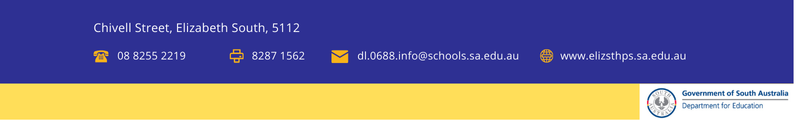 Chivell Street, Elizabeth South, 5112
08 8255 2219 8287 1562 dl.0688.info@schools.sa.edu.au www.elizsthps.sa.edu.au
Government of South Australia
Department for Education